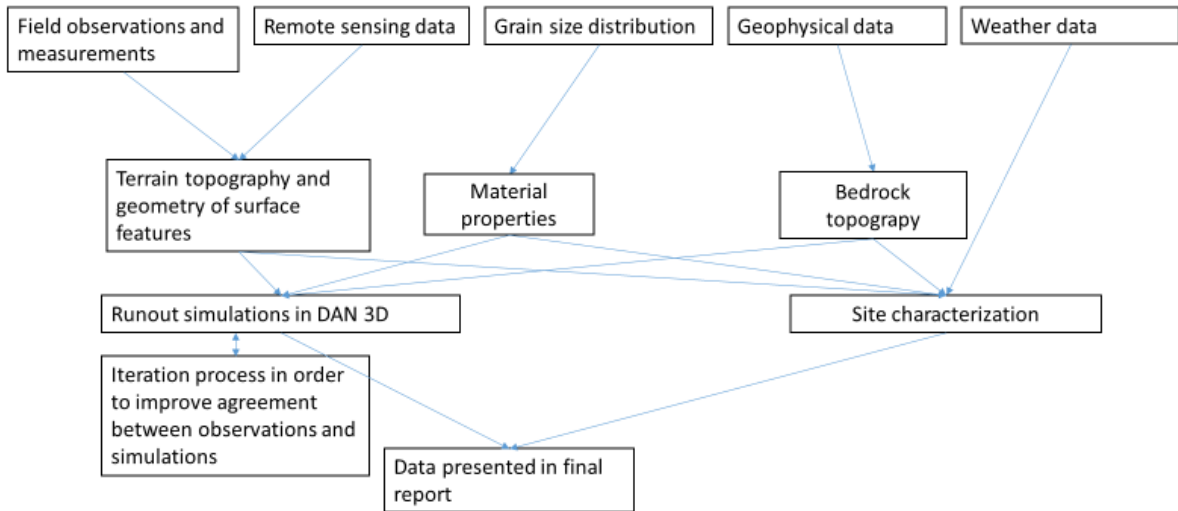 Field observations and
measurements
Remote sensing data
Grain size distribution
Geophysical data
Weather data
Terrain topography and
geometry of surface
features
Material
properties
Bedrock
topograpy
Runout simulations in DAN 3D
Site characterization
Iteration process in order
to improve agreement
between observations and
simulations
Data presented in final
report